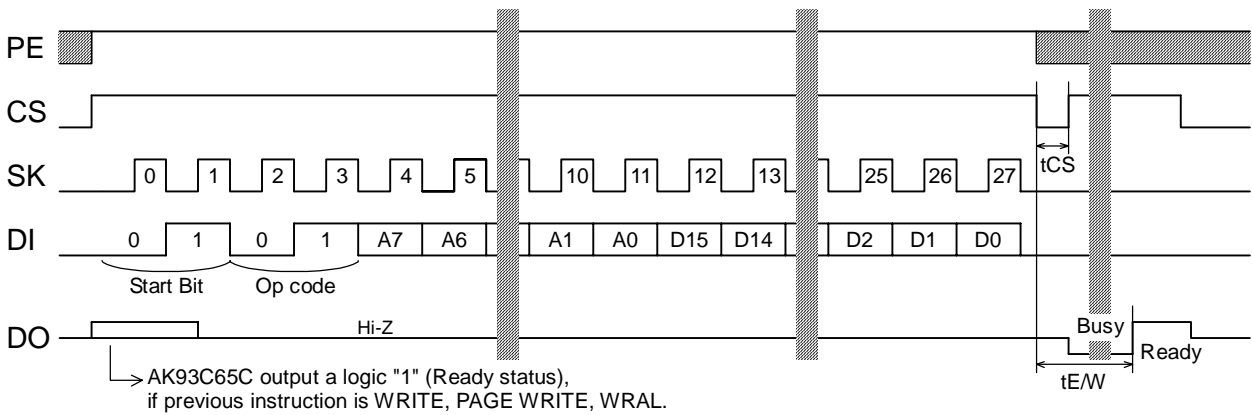 PE
CS
tCS
SK 0 1 2 3 4 5 10 11 12 13 25 26 27
DI 0 1 0 1 A7 A6 A1 A0 D15 D14 D2 D1 D0
Start Bit Op code
DO Hi-Z Busy Ready
tE/W
AK93C65C output a logic "1" (Ready status),
if previous instruction is WRITE, PAGE WRITE, WRAL.